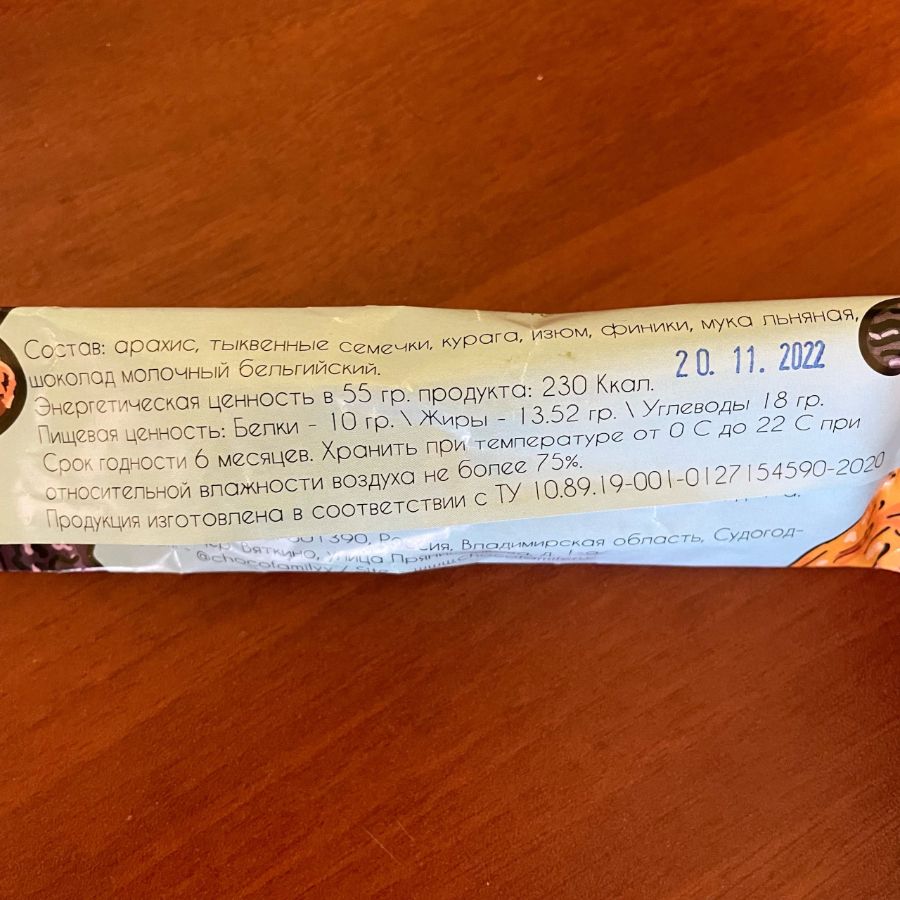 Состав: арахис, тыквенные семечки, курага, изюм, финики, мука льняная,
шоколад молочный бельгийский.
20. 11. 2022
Энергетическая ценность в 55 гр. продукта: 230 Ккал.
Пищевая ценность: Белки - 10 гр. \ Жиры - 13.52 гр. \ Углеводы 18 гр.
Срок годности 6 месяцев. Хранить при температуре от 0 С до 22 С при
относительной влажности воздуха не более 75%.
Продукция изготовлена в соответствии с ТУ 10.89.19-001-0127154590-2020
Россия, Владимирская область, Судогод-
Вяткино, улица
@chocofamilyy / site